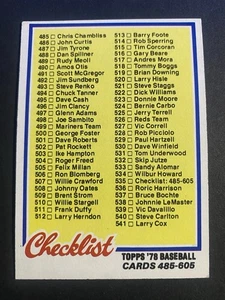 485 □ Chris Chambliss
486 □ John Curtis
487 □ Jim Tyrone
488 □ Dan Spillner
489 □ Rudy Meoli
490 □ Amos Otis
491 □ Scott McGregor
492 □ Jim Sundberg
493 □ Steve Renko
494 □ Chuck Tanner
495 □ Dave Cash
496 □ Jim Clancy
497 □ Glenn Adams
498 □ Joe Sambito
499 □ Mariners Team
500 □ George Foster
501 □ Dave Roberts
502 □ Pat Rockett
503 □ Ike Hampton
504 □ Roger Freed
505 □ Felix Millan
506 □ Ron Blomberg
507 □ Willie Crawford
508 □ Johnny Oates
509 □ Brent Strom
510 □ Willie Stargell
511 □ Frank Duffy
512 □ Larry Herndon
513 □ Barry Foote
514 □ Rob Sperring
515 □ Tim Corcoran
516 □ Gary Beare
517 □ Andres Mora
518 □ Tommy Boggs
519 □ Brian Downing
520 □ Larry Hisle
521 □ Steve Staggs
522 □ Dick Williams
523 □ Donnie Moore
524 □ Bernie Carbo
525 □ Jerry Terrell
526 □ Reds Team
527 □ Vic Correll
528 □ Rob Picciolo
529 □ Paul Hartzell
530 □ Dave Winfield
531 □ Tom Underwood
532 □ Skip Jutze
533 □ Sandy Alomar
534 □ Wilbur Howard
535 □ Checklist: 485-605
536 □ Roric Harrison
537 □ Bruce Bochte
538 □ Johnnie LeMaster
539 □ Vic Davalillo
540 □ Steve Carlton
541 □ Larry Cox
Checklist
TOPPS '78 BASEBALL
CARDS 485-605